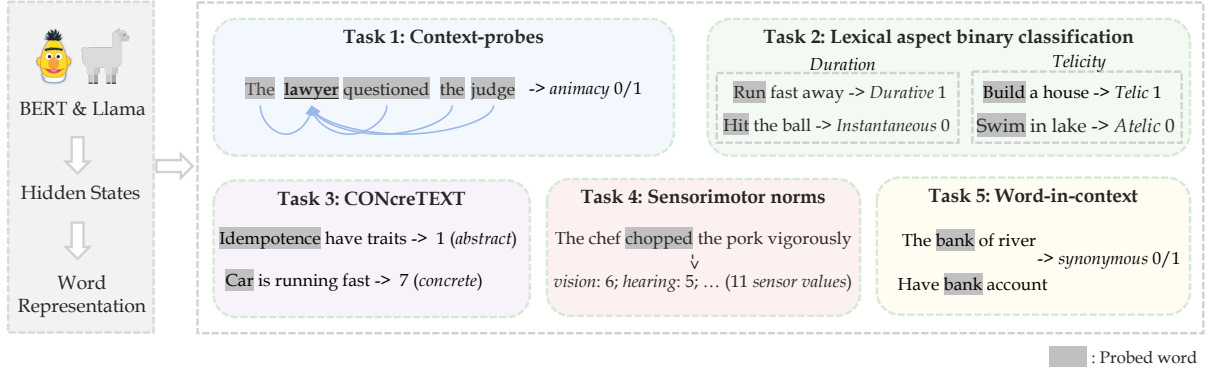 BERT & Llama
Hidden States
Word
Representation
Task 1: Context-probes
The lawyer questioned the judge -> animacy 0/1
Task 2: Lexical aspect binary classification
Duration
Run fast away -> Durative 1
Hit the ball -> Instantaneous 0
Telicity
Build a house -> Telic 1
Swim in lake -> Atelic 0
Task 3: CONcreTEXT
Idempotence have traits -> 1 (abstract)
Car is running fast -> 7 (concrete)
Task 4: Sensorimotor norms
The chef chopped the pork vigorously
vision: 6; hearing: 5; … (11 sensor values)
Task 5: Word-in-context
The bank of river
-> synonymous 0/1
Have bank account
: Probed word